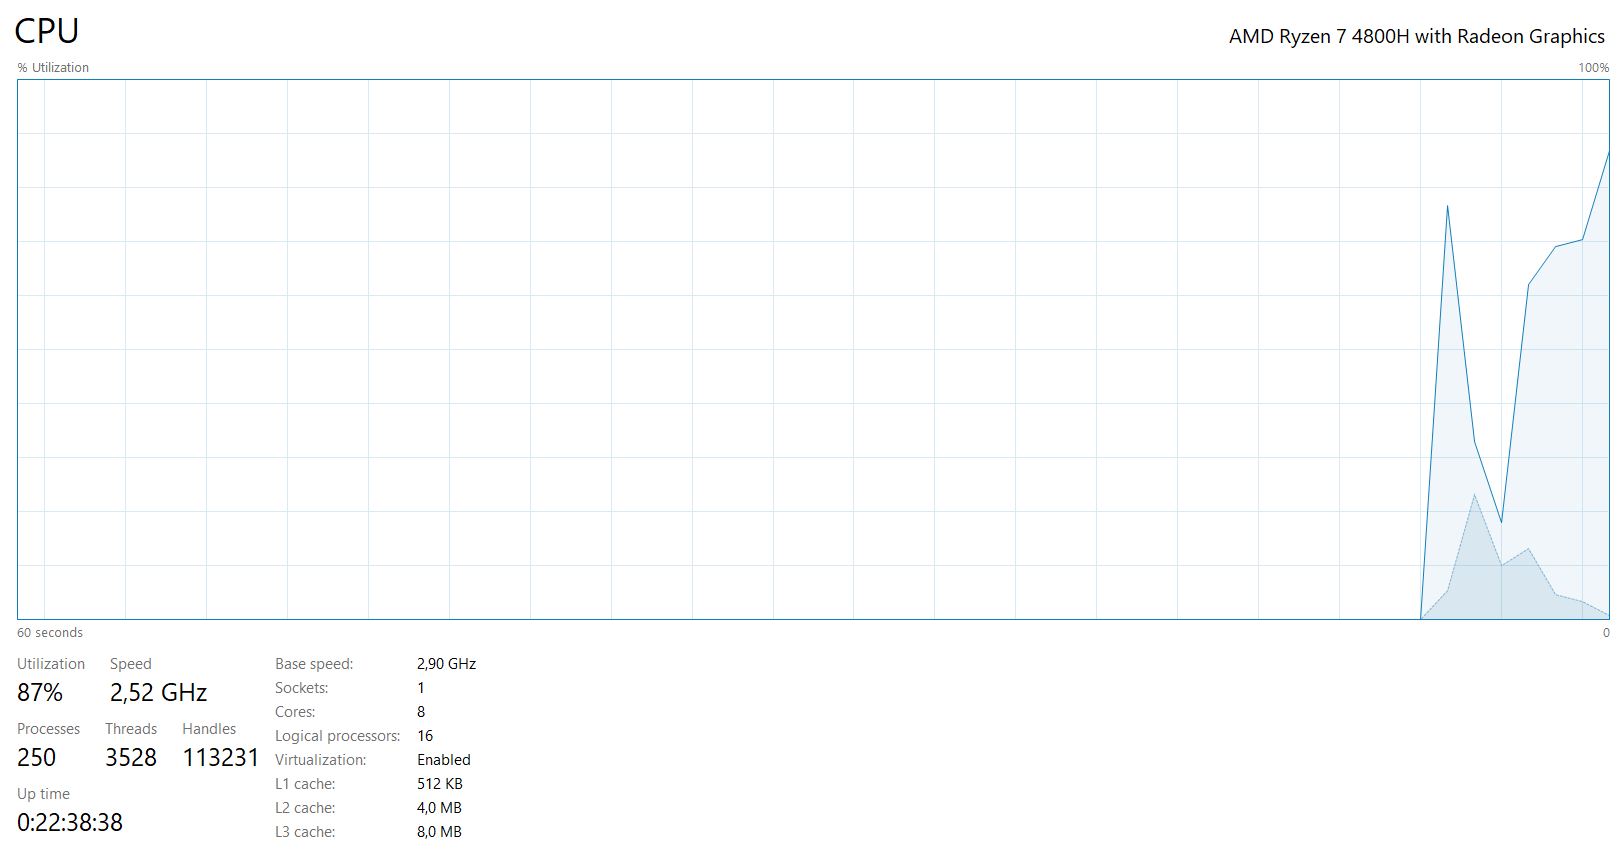 CPU
AMD Ryzen 7 4800H with Radeon Graphics
% Utilization
100%
60 seconds
0
Utilization
Speed
87%
2,52 GHz
Processes
Threads
Handles
250
3528
113231
Up time
0:22:38:38
Base speed: 2,90 GHz
Sockets: 1
Cores: 8
Logical processors: 16
Virtualization: Enabled
L1 cache: 512 KB
L2 cache: 4,0 MB
L3 cache: 8,0 MB